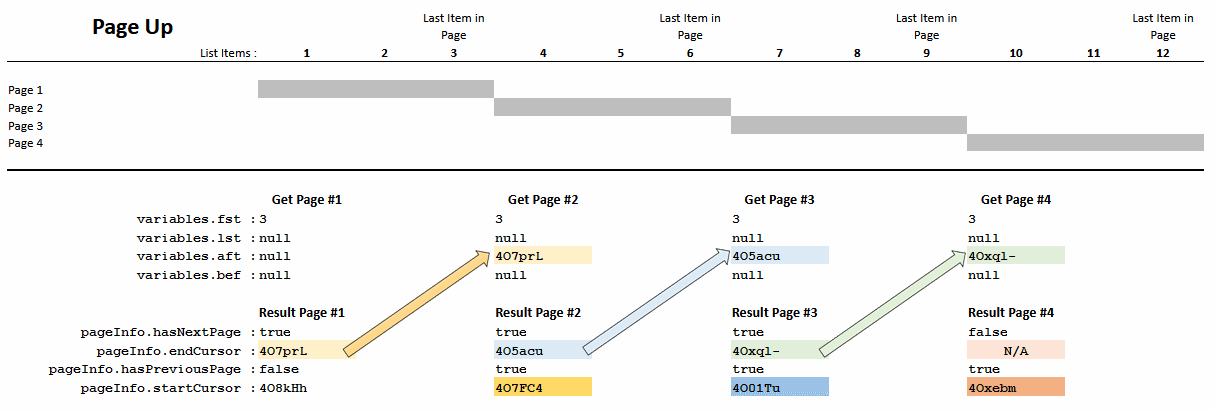 Page Up
Last Item in Page Last Item in Page Last Item in Page Last Item in Page
List Items : 1 2 3 4 5 6 7 8 9 10 11 12
Page 1
Page 2
Page 3
Page 4
Get Page #1 Get Page #2 Get Page #3 Get Page #4
variables.fst : 3 3 3 3
variables.lst : null null null null
variables.aft : null 4O7prL 4O5acu 4Oxql-
variables.bef : null null null null
Result Page #1 Result Page #2 Result Page #3 Result Page #4
pageInfo.hasNextPage : true true true false
pageInfo.endCursor : 4O7prL 4O5acu 4Oxql- N/A
pageInfo.hasPreviousPage : false true true true
pageInfo.startCursor : 4O8kHh 4O7FC4 4O01Tu 4Oxebm